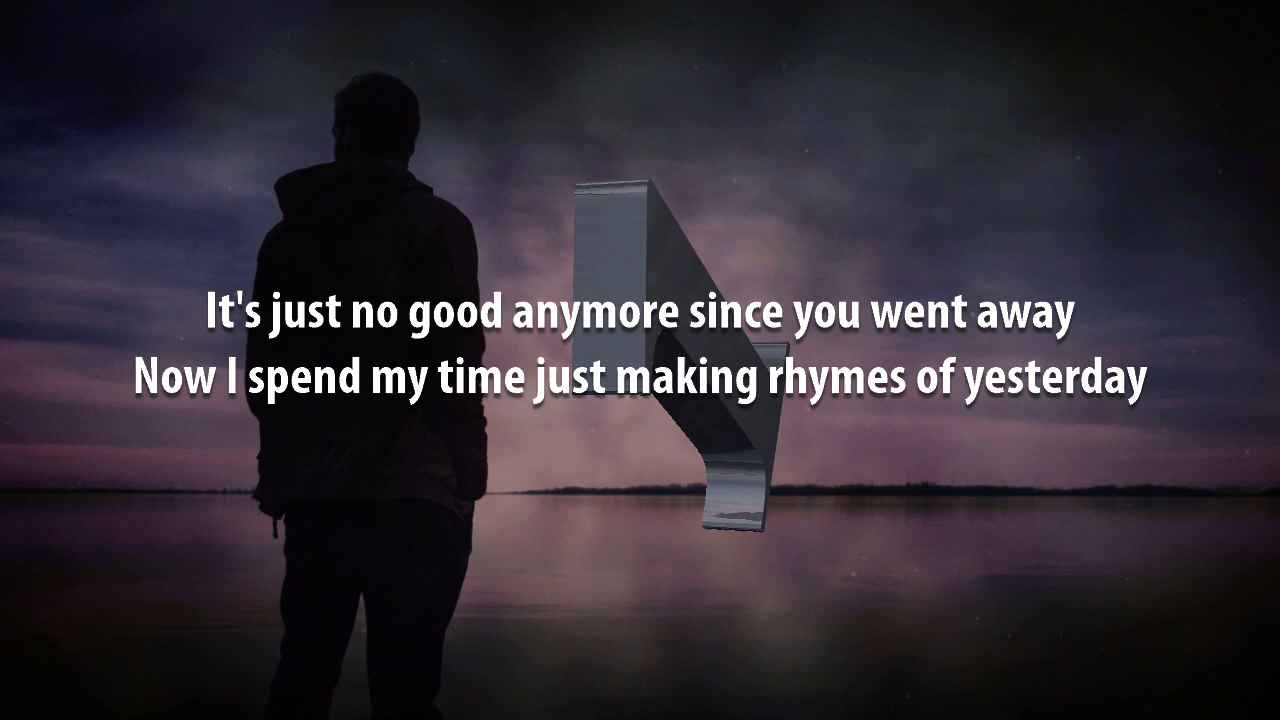 It's just no good anymore since you went away
Now I spend my time just making rhymes of yesterday